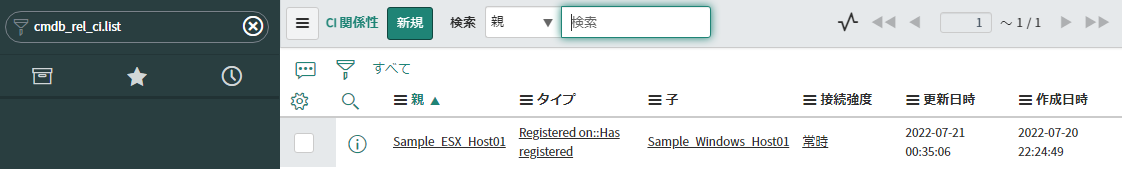 cmdb_rel_ci.list
CI 関係性 新規 検索 親 検索 1 ～ 1 / 1
すべて
親 ▲ タイプ 子 接続強度 更新日時 作成日時
Sample_ESX_Host01 Registered on::Has registered Sample_Windows_Host01 常時 2022-07-21 00:35:06 2022-07-20 22:24:49